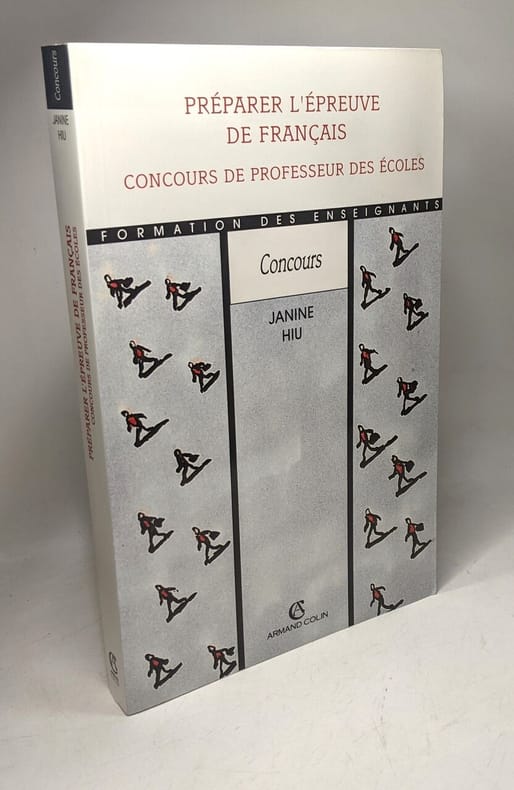 Concours
JANINE
HIU
PRÉPARER L'ÉPREUVE DE FRANÇAIS
CONCOURS DE PROFESSEUR DES ÉCOLES
PRÉPARER L'ÉPREUVE
DE FRANÇAIS
CONCOURS DE PROFESSEUR DES ÉCOLES
FORMATION DES ENSEIGNANTS
Concours
JANINE
HIU
ARMAND COLIN